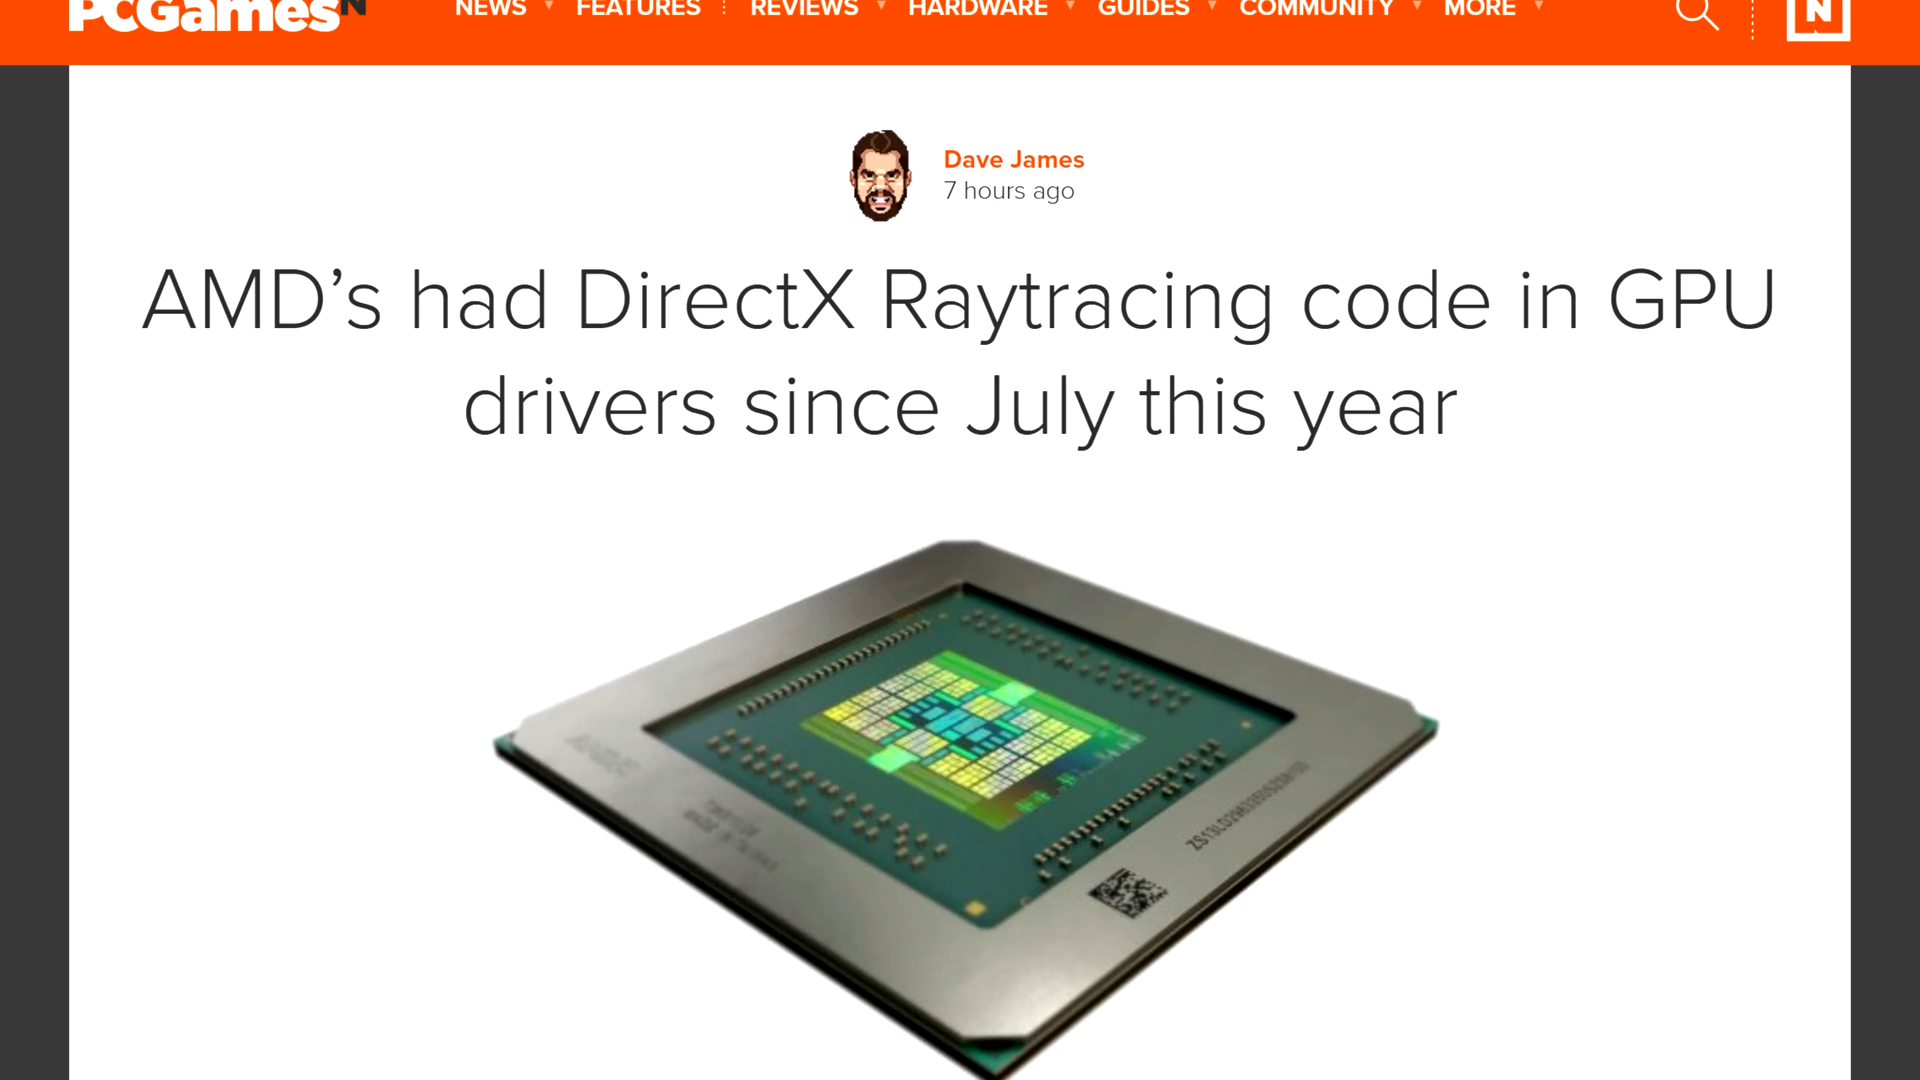 PCGamesN
NEWS FEATURES REVIEWS HARDWARE GUIDES COMMUNITY MORE
N
Dave James
7 hours ago
AMD’s had DirectX Raytracing code in GPU
drivers since July this year